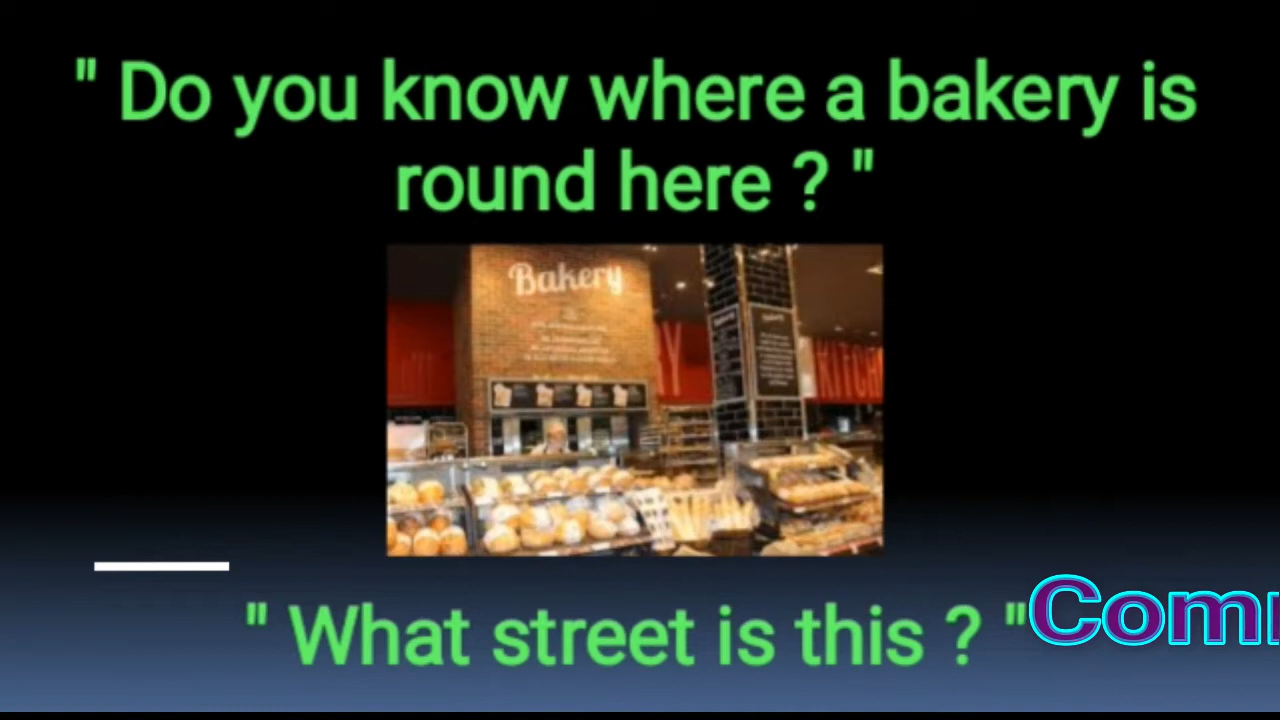 " Do you know where a bakery is
round here ? "
Bakery
" What street is this ? "